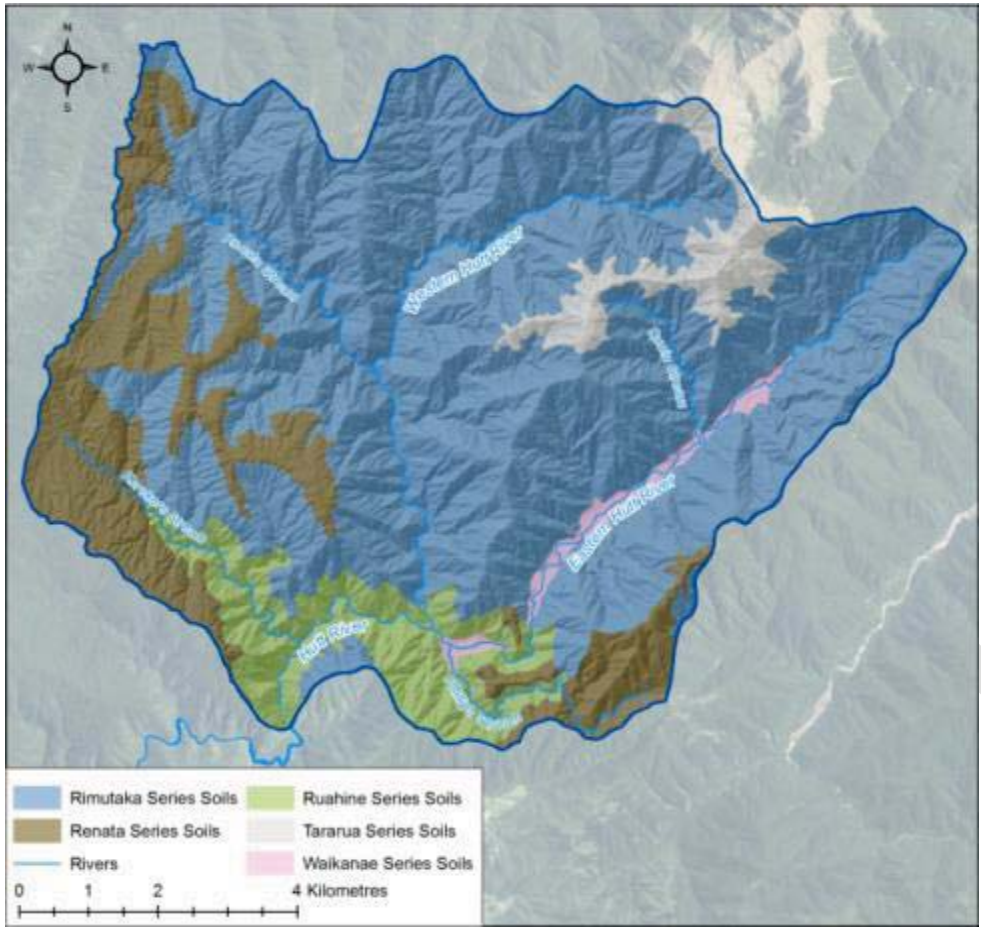 N
W E
S
Western Hutt River
Eastern Hutt River
Hutt River
Rimutaka Series Soils
Ruahine Series Soils
Renata Series Soils
Tararua Series Soils
Rivers
Waikanae Series Soils
0 1 2 4 Kilometres